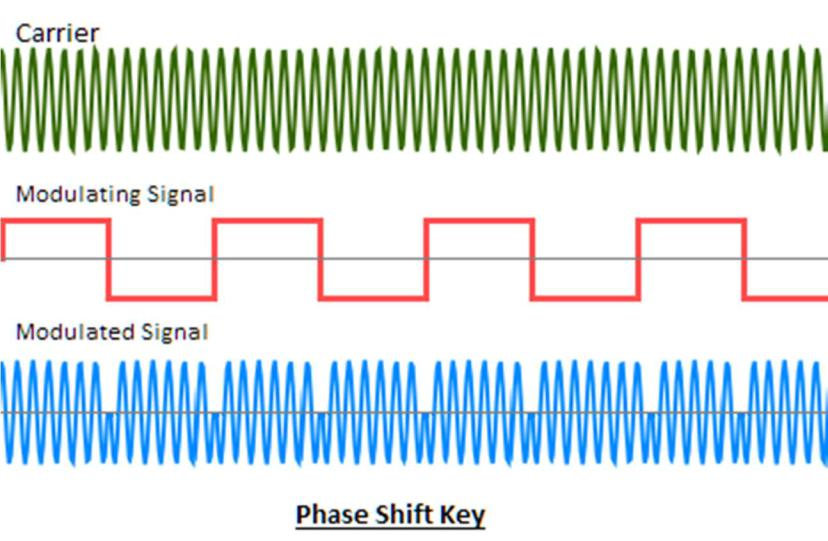 Carrier
Modulating Signal
Modulated Signal
Phase Shift Key